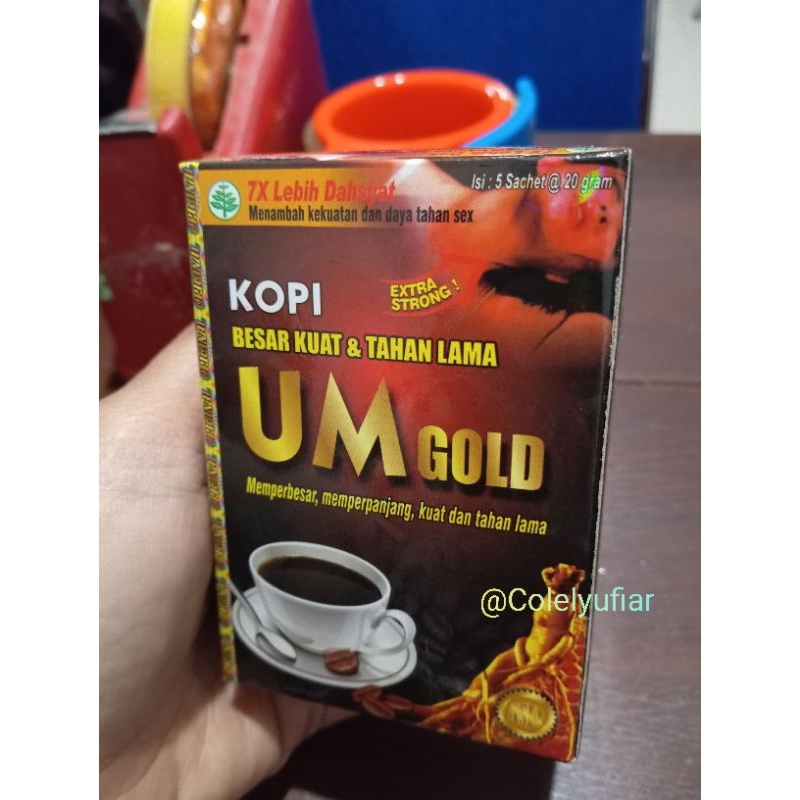 7X Lebih Dahsyat
Menambah kekuatan dan daya tahan sex
Isi : 5 Sachet @ 20 gram
KOPI
EXTRA
STRONG !
BESAR KUAT & TAHAN LAMA
UM GOLD
Memperbesar, memperpanjang, kuat dan tahan lama
@Colelyufiar